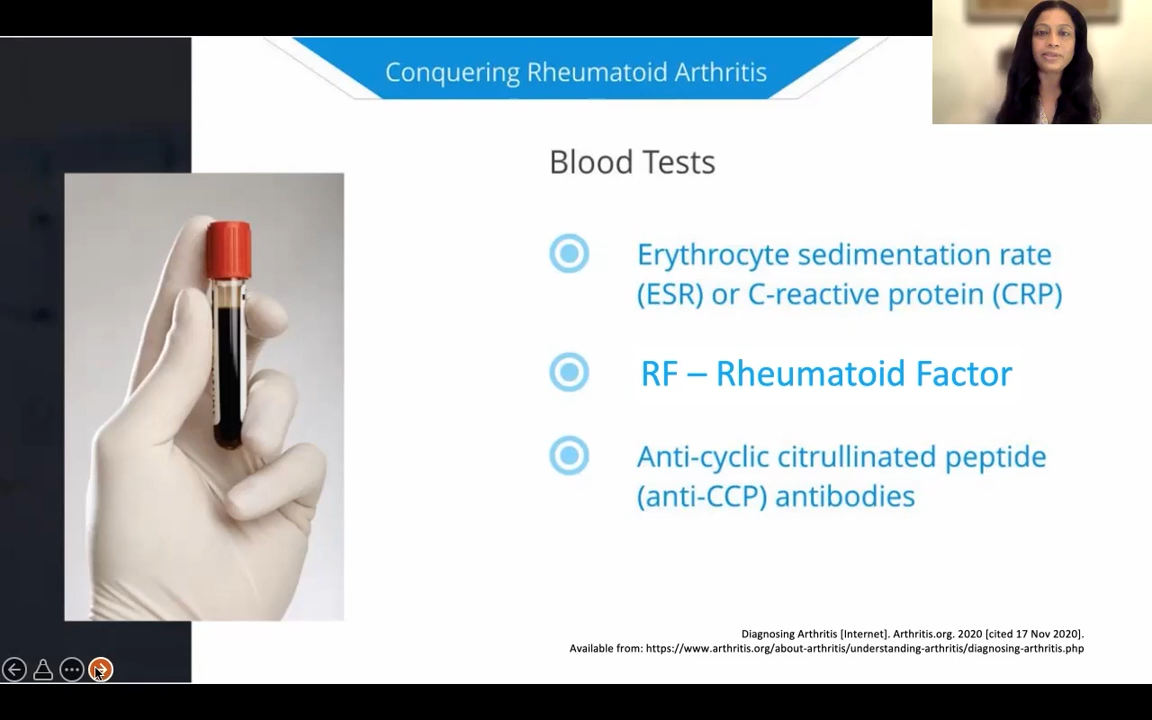 Conquering Rheumatoid Arthritis
Blood Tests
Erythrocyte sedimentation rate
(ESR) or C-reactive protein (CRP)
RF – Rheumatoid Factor
Anti-cyclic citrullinated peptide
(anti-CCP) antibodies
Diagnosing Arthritis [Internet]. Arthritis.org. 2020 [cited 17 Nov 2020].
Available from: https://www.arthritis.org/about-arthritis/understanding-arthritis/diagnosing-arthritis.php